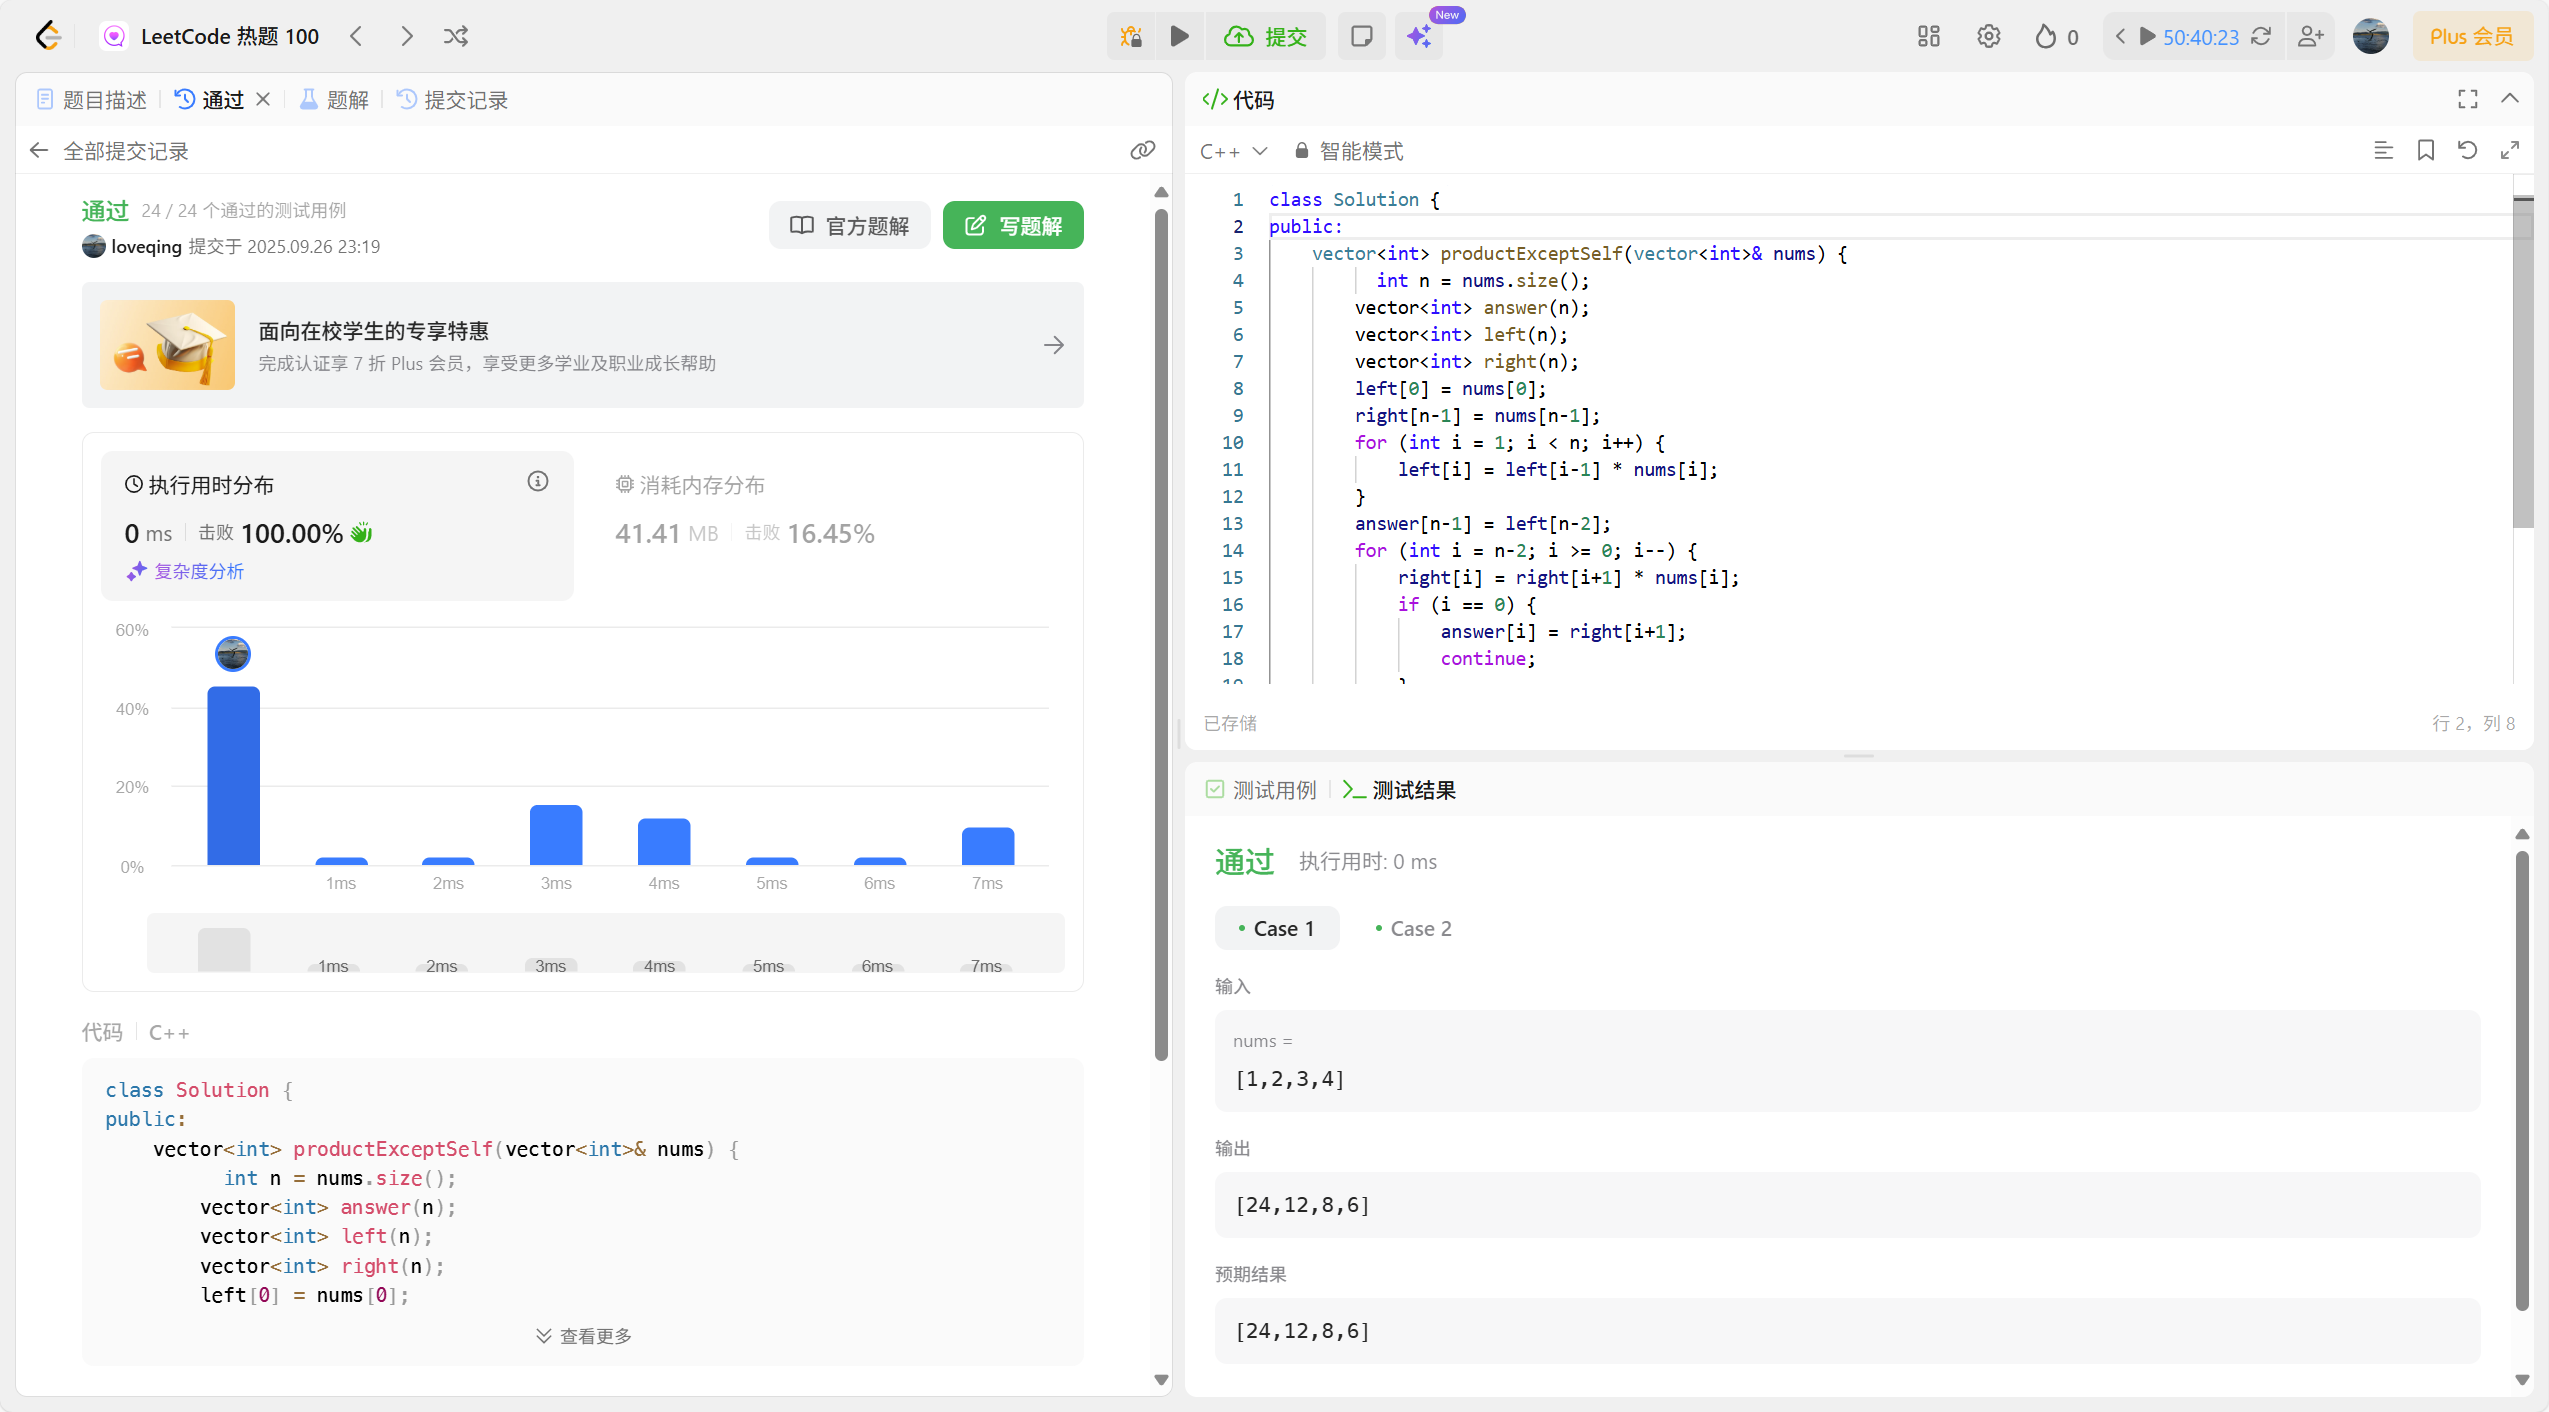 LeetCode 热题 100
提交
New
0
50:40:23
Plus 会员
题目描述
通过
题解
提交记录
全部提交记录
通过 24 / 24 个通过的测试用例
loveqing 提交于 2025.09.26 23:19
官方题解
写题解
面向在校学生的专享特惠
完成认证享 7 折 Plus 会员，享受更多学业及职业成长帮助
执行用时分布
0 ms 击败 100.00%
复杂度分析
消耗内存分布
41.41 MB 击败 16.45%
60%
40%
20%
0%
1ms 2ms 3ms 4ms 5ms 6ms 7ms
1ms 2ms 3ms 4ms 5ms 6ms 7ms
代码 C++
class Solution {
public:
    vector<int> productExceptSelf(vector<int>& nums) {
          int n = nums.size();
        vector<int> answer(n);
        vector<int> left(n);
        vector<int> right(n);
        left[0] = nums[0];
查看更多
代码
C++ 智能模式
1 class Solution {
2 public:
3     vector<int> productExceptSelf(vector<int>& nums) {
4           int n = nums.size();
5         vector<int> answer(n);
6         vector<int> left(n);
7         vector<int> right(n);
8         left[0] = nums[0];
9         right[n-1] = nums[n-1];
10         for (int i = 1; i < n; i++) {
11             left[i] = left[i-1] * nums[i];
12         }
13         answer[n-1] = left[n-2];
14         for (int i = n-2; i >= 0; i--) {
15             right[i] = right[i+1] * nums[i];
16             if (i == 0) {
17                 answer[i] = right[i+1];
18                 continue;
已存储
行 2，列 8
测试用例
测试结果
通过 执行用时: 0 ms
Case 1
Case 2
输入
nums =
[1,2,3,4]
输出
[24,12,8,6]
预期结果
[24,12,8,6]